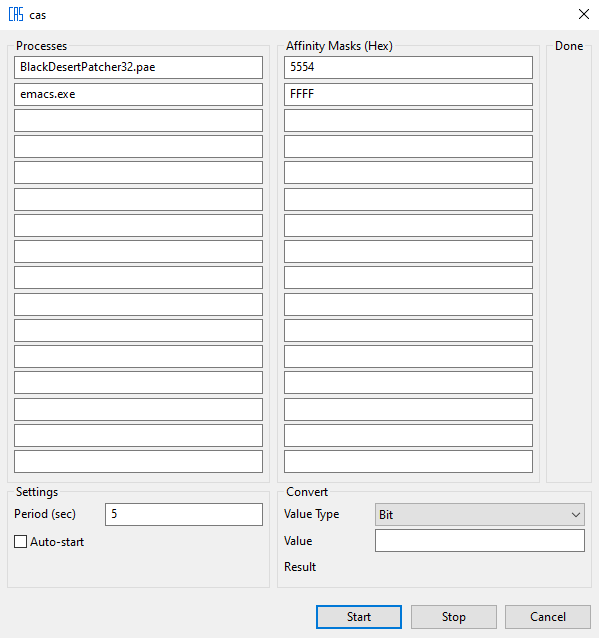 CAS cas
Processes Affinity Masks (Hex) Done
BlackDesertPatcher32.pae 5554
emacs.exe FFFF
Settings Convert
Period (sec) 5 Value Type Bit
Auto-start Value
Result
Start Stop Cancel